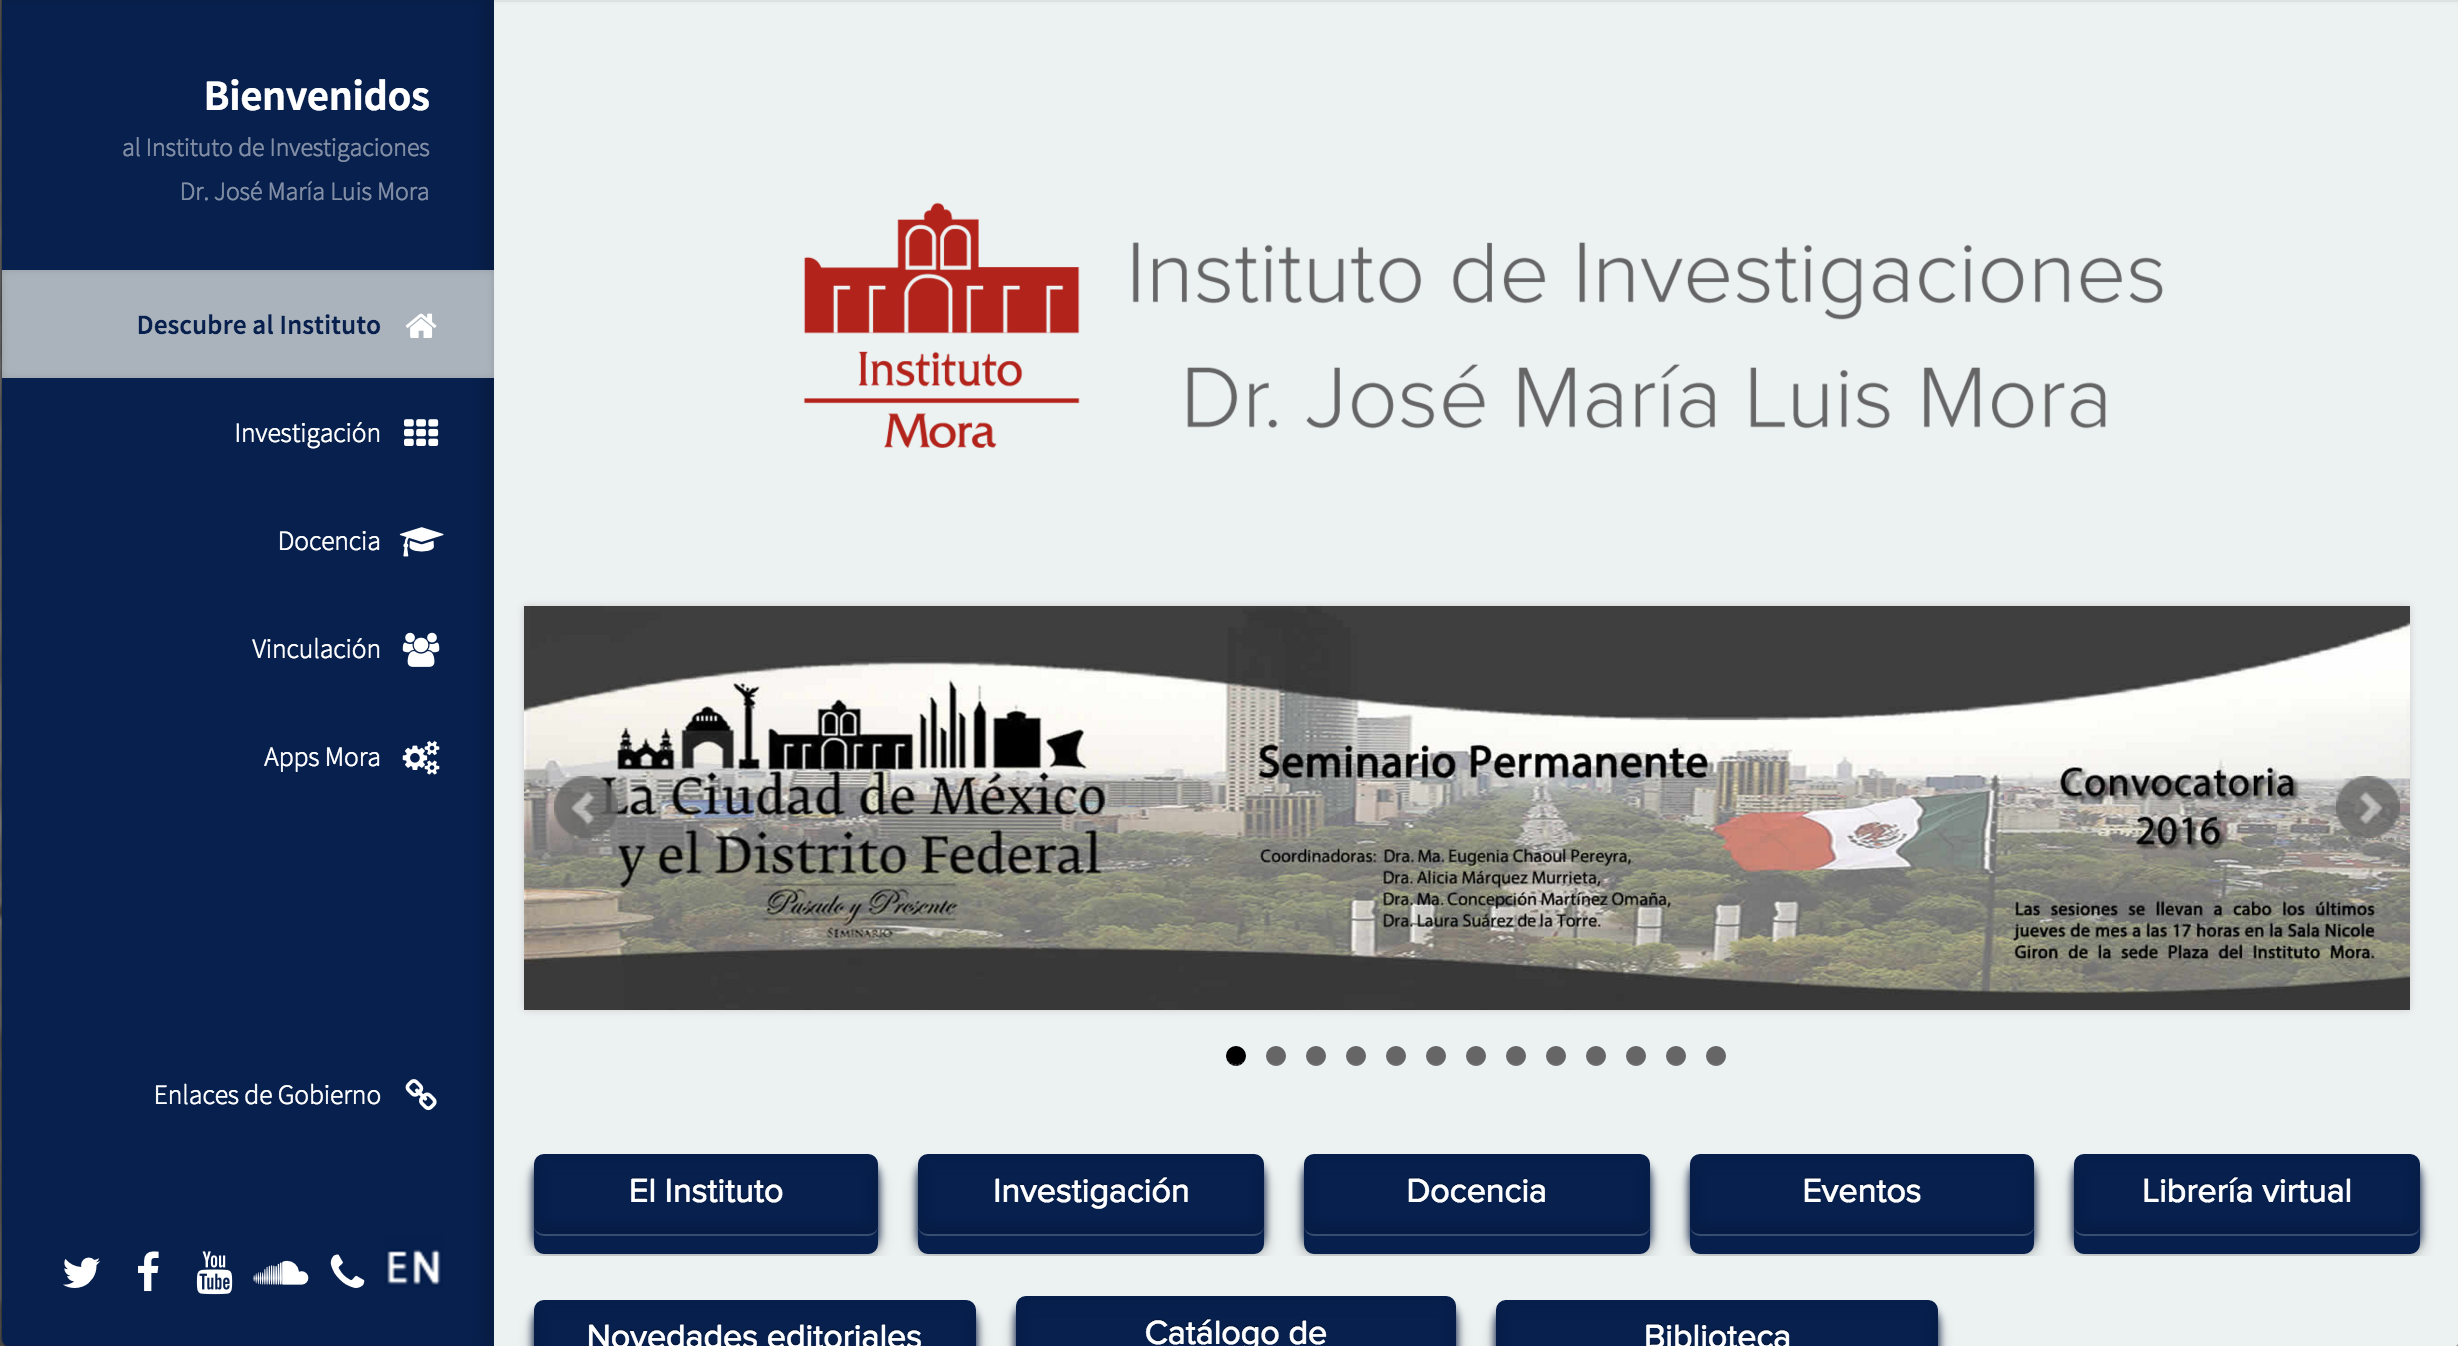 Bienvenidos
al Instituto de Investigaciones
Dr. José María Luis Mora
Descubre al Instituto
Investigación
Docencia
Vinculación
Apps Mora
Enlaces de Gobierno
You
Tube
EN
Instituto
Mora
Instituto de Investigaciones
Dr. José María Luis Mora
La Ciudad de México
y el Distrito Federal
Pasado y Presente
SEMINARIO
Seminario Permanente
Coordinadoras: Dra. Ma. Eugenia Chaoul Pereyra,
Dra. Alicia Márquez Murrieta,
Dra. Ma. Concepción Martínez Omaña,
Dra. Laura Suárez de la Torre.
Convocatoria
2016
Las sesiones se llevan a cabo los últimos
jueves de mes a las 17 horas en la Sala Nicole
Giron de la sede Plaza del Instituto Mora.
El Instituto
Investigación
Docencia
Eventos
Librería virtual
Novedades editoriales
Catálogo de
Biblioteca